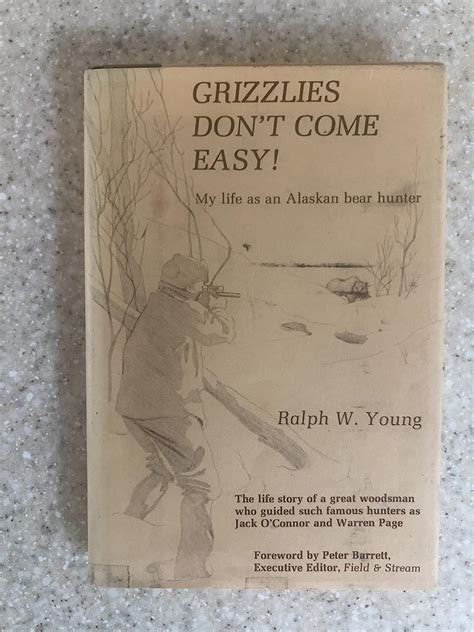 GRIZZLIES
DON'T COME
EASY!
My life as an Alaskan bear hunter
Ralph W. Young
The life story of a great woodsman
who guided such famous hunters as
Jack O'Connor and Warren Page
Foreword by Peter Barrett,
Executive Editor, Field & Stream